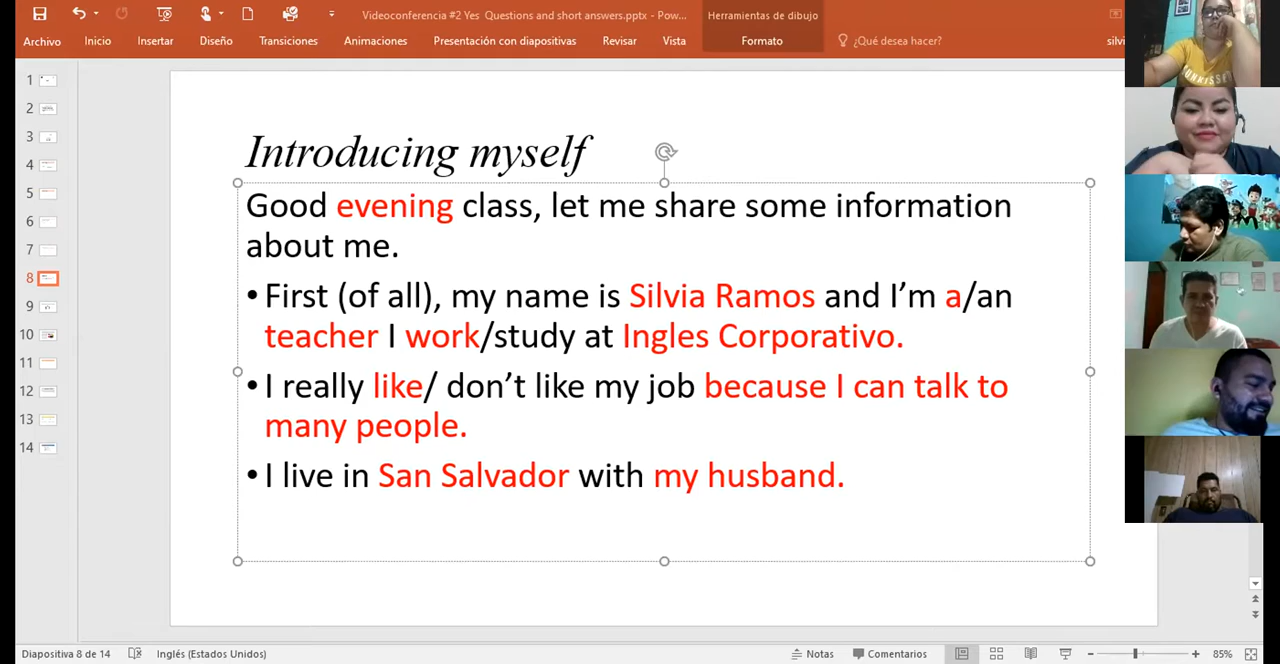 Videoconferencia #2 Yes Questions and short answers.pptx - Pow...
Herramientas de dibujo
Archivo Inicio Insertar Diseño Transiciones Animaciones Presentación con diapositivas Revisar Vista Formato ¿Qué desea hacer? silvi
1
2
3
4
5
6
7
8
9
10
11
12
13
14
Introducing myself
Good evening class, let me share some information
about me.
•First (of all), my name is Silvia Ramos and I’m a/an
teacher I work/study at Ingles Corporativo.
•I really like/ don’t like my job because I can talk to
many people.
•I live in San Salvador with my husband.
Diapositiva 8 de 14 Inglés (Estados Unidos) Notas Comentarios 85%